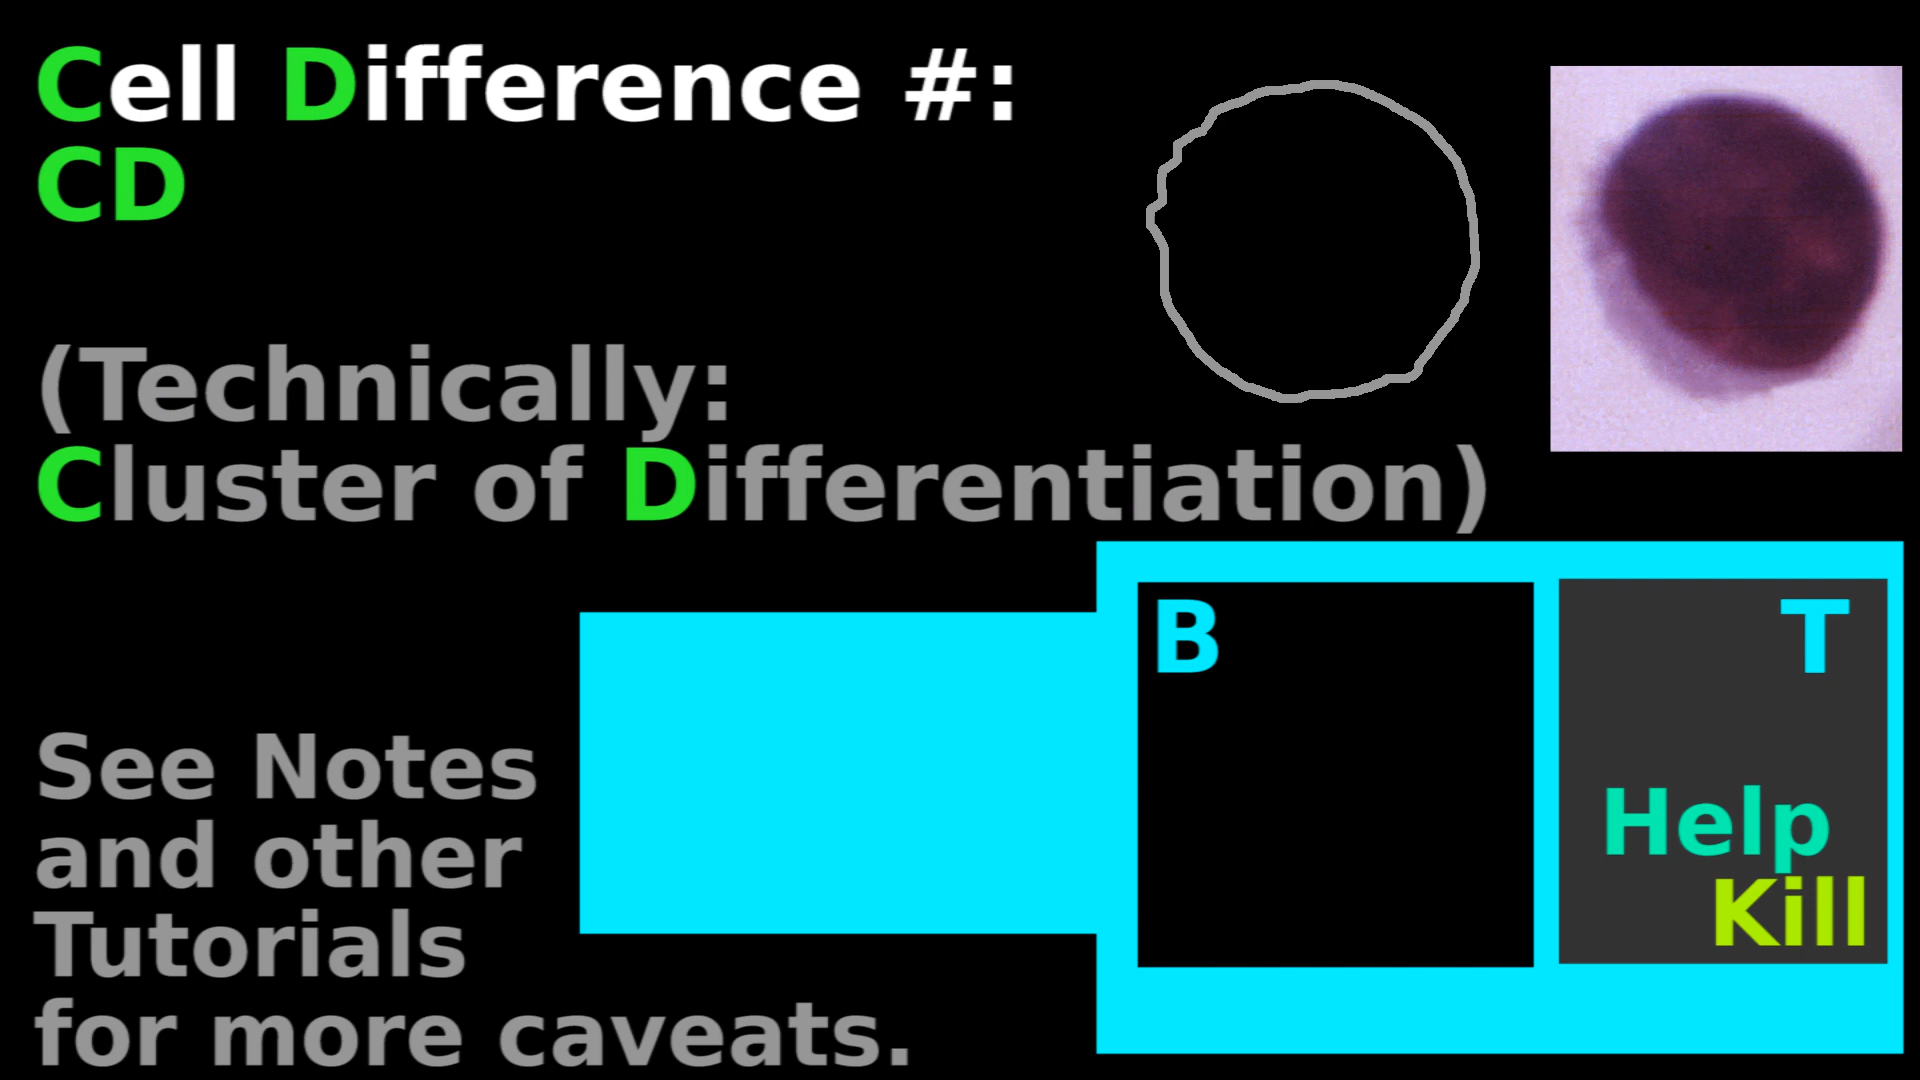 Cell Difference #:
CD
(Technically:
Cluster of Differentiation)
B
T
Help
Kill
See Notes
and other
Tutorials
for more caveats.